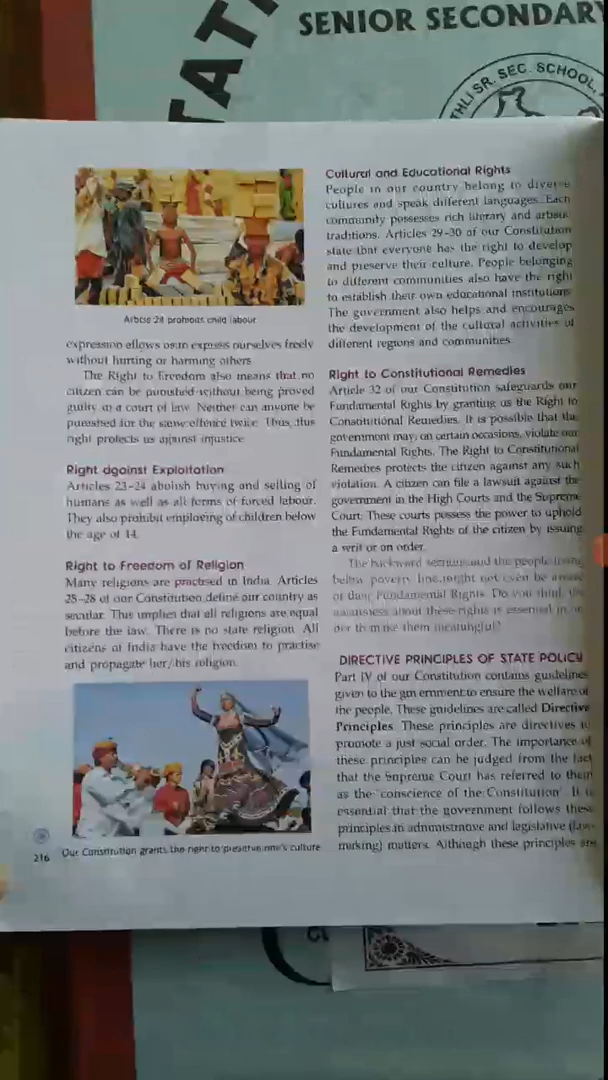 SENIOR SECONDARY
THLI SR. SEC. SCHOOL,
Article 24 prohibits child labour
expression allows us to express ourselves freely
without hurting or harming others.
The Right to Freedom also means that no
citizen can be punished without being proved
guilty in a court of law. Neither can anyone be
punished for the same offence twice. Thus, this
right protects us against injustice.
Right against Exploitation
Articles 23–24 abolish buying and selling of
humans as well as all forms of forced labour.
They also prohibit employing of children below
the age of 14.
Right to Freedom of Religion
Many religions are practised in India. Articles
25–28 of our Constitution define our country as
secular. This implies that all religions are equal
before the law. There is no state religion. All
citizens of India have the freedom to practise
and propagate her/his religion.
216
Our Constitution grants the right to preserve one's culture
Cultural and Educational Rights
People in our country belong to diverse
cultures and speak different languages. Each
community possesses rich literary and artistic
traditions. Articles 29–30 of our Constitution
state that everyone has the right to develop
and preserve their culture. People belonging
to different communities also have the right
to establish their own educational institutions.
The government also helps and encourages
the development of the cultural activities of
different regions and communities.
Right to Constitutional Remedies
Article 32 of our Constitution safeguards our
Fundamental Rights by granting us the Right to
Constitutional Remedies. It is possible that the
government may, on certain occasions, violate our
Fundamental Rights. The Right to Constitutional
Remedies protects the citizen against any such
violation. A citizen can file a lawsuit against the
government in the High Courts and the Supreme
Court. These courts possess the power to uphold
the Fundamental Rights of the citizen by issuing
a writ or an order.
The backward sections and the people living
below poverty line might not even be aware
of their Fundamental Rights. Do you think the
awareness about these rights is essential in or-
der to make them meaningful?
DIRECTIVE PRINCIPLES OF STATE POLICY
Part IV of our Constitution contains guidelines
given to the government to ensure the welfare of
the people. These guidelines are called Directive
Principles. These principles are directives to
promote a just social order. The importance of
these principles can be judged from the fact
that the Supreme Court has referred to them
as the 'conscience of the Constitution'. It is
essential that the government follows these
principles in administrative and legislative (law-
making) matters. Although these principles are